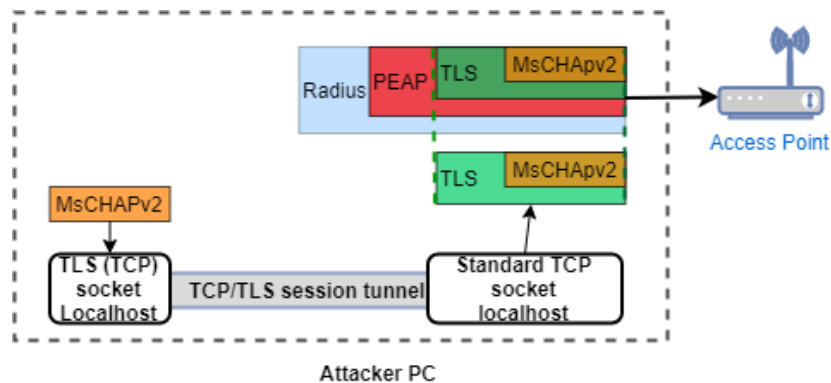 MsCHApv2
TLS
PEAP
Radius
Access Point
MsCHApv2
TLS
MsCHAPv2
TLS (TCP)
socket
Localhost
TCP/TLS session tunnel
Standard TCP
socket
localhost
Attacker PC